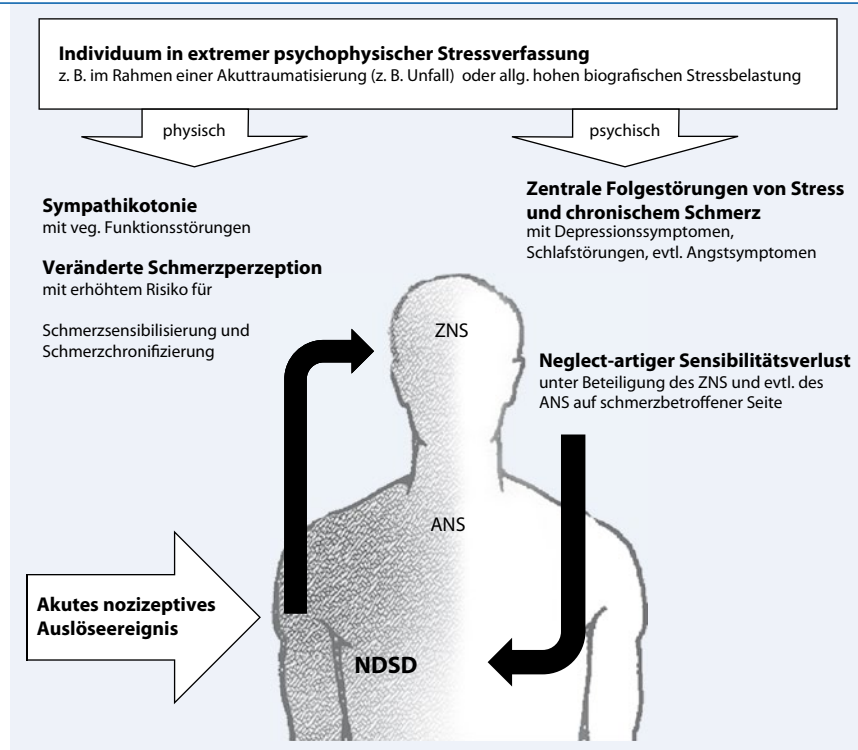 Individuum in extremer psychophysischer Stressverfassung
z. B. im Rahmen einer Akuttraumatisierung (z. B. Unfall) oder allg. hohen biografischen Stressbelastung
physisch
psychisch
Sympathikotonie
mit veg. Funktionsstörungen
Veränderte Schmerzperzeption
mit erhöhtem Risiko für
Schmerzsensibilisierung und
Schmerzchronifizierung
Zentrale Folgestörungen von Stress
und chronischem Schmerz
mit Depressionssymptomen,
Schlafstörungen, evtl. Angstsymptomen
ZNS
Neglect-artiger Sensibilitätsverlust
unter Beteiligung des ZNS und evtl. des
ANS auf schmerzbetroffener Seite
ANS
Akutes nozizeptives
Auslöseereignis
NDSD